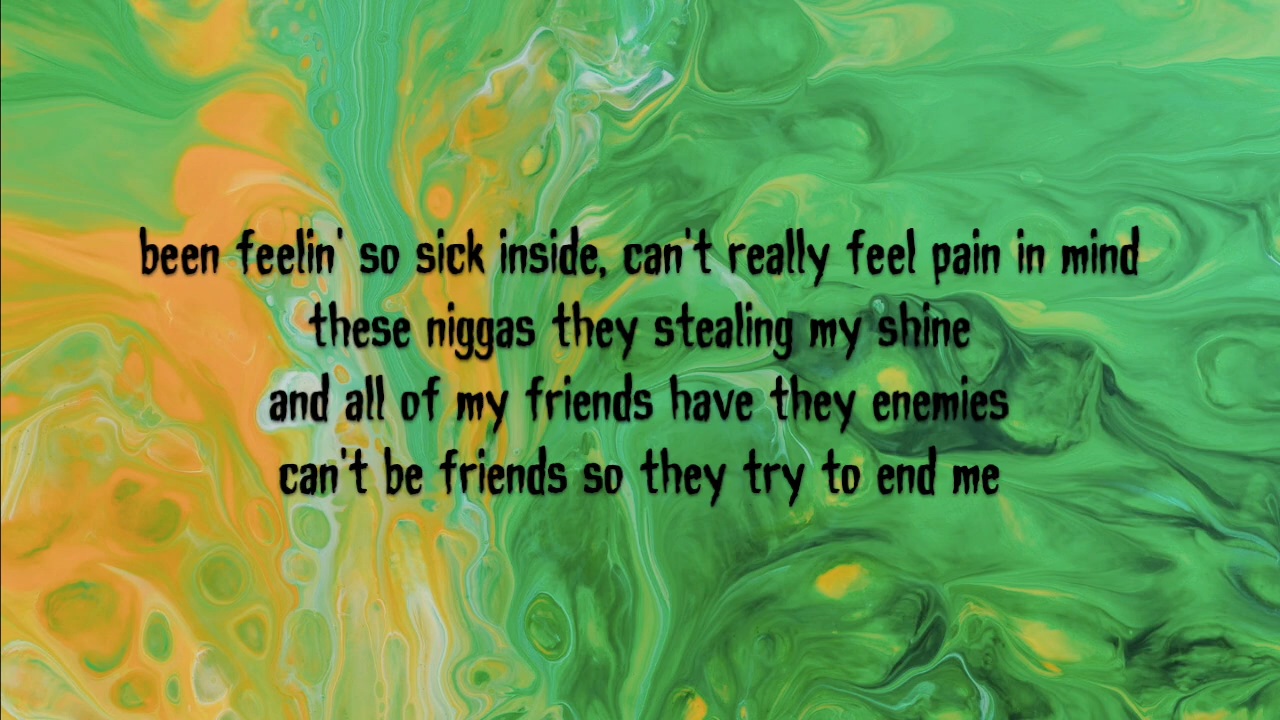 been feelin' so sick inside, can't really feel pain in mind
these niggas they stealing my shine
and all of my friends have they enemies
can't be friends so they try to end me